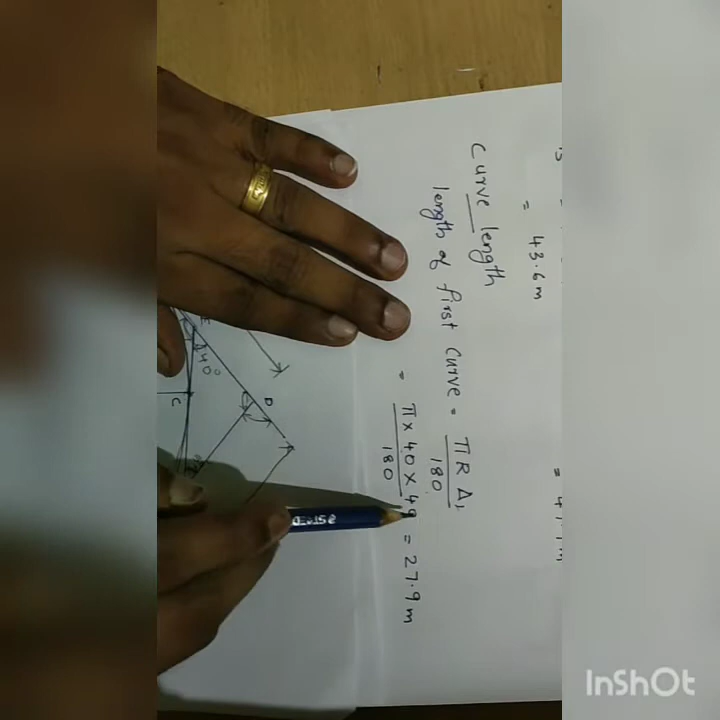 = 43.6m
Curve length
length of first Curve = πRΔ₁ / 180
= π x 40 x 40 / 180 = 27.9m
40°
D
C
InShOt